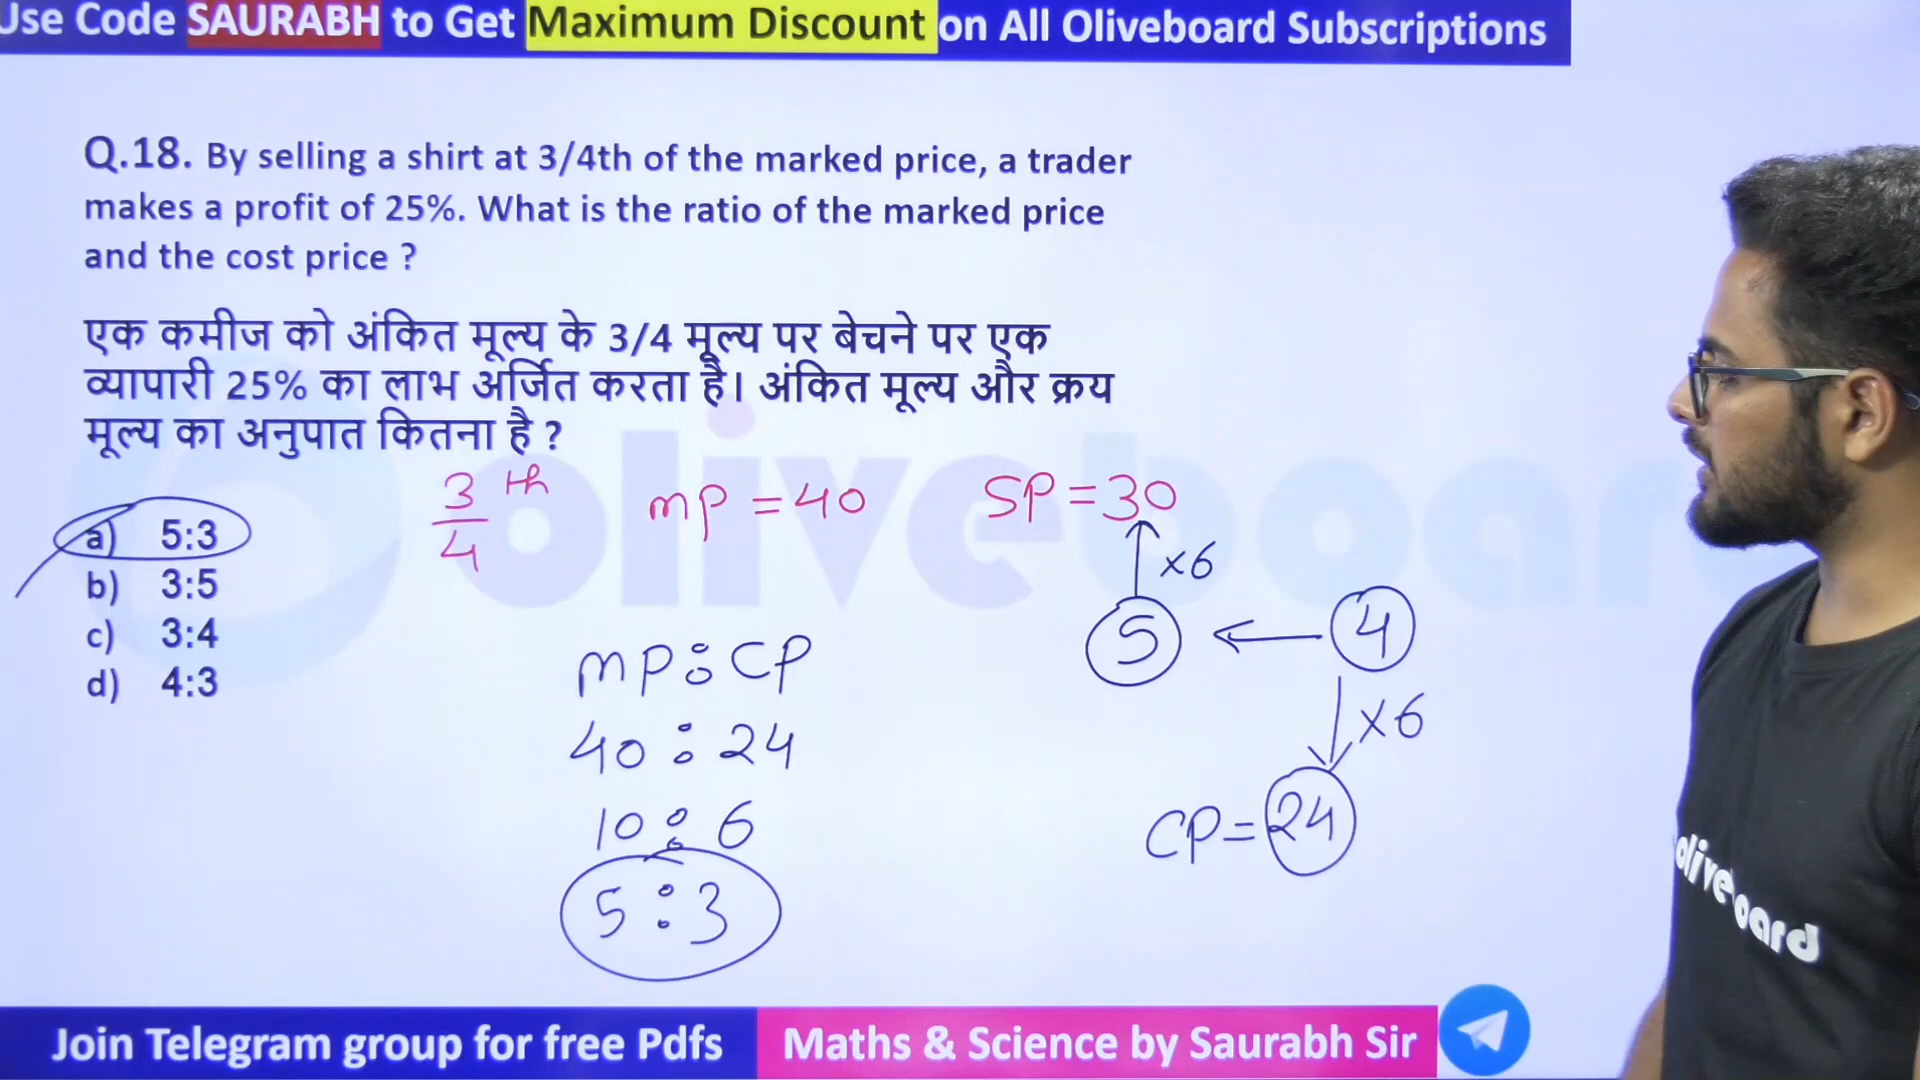 Use Code SAURABH to Get Maximum Discount on All Oliveboard Subscriptions
Q.18. By selling a shirt at 3/4th of the marked price, a trader
makes a profit of 25%. What is the ratio of the marked price
and the cost price ?
एक कमीज को अंकित मूल्य के 3/4 मूल्य पर बेचने पर एक
व्यापारी 25% का लाभ अर्जित करता है। अंकित मूल्य और क्रय
मूल्य का अनुपात कितना है ?
a) 5:3
b) 3:5
c) 3:4
d) 4:3
3/4 th
mp = 40
SP = 30
×6
5 ← 4
×6
CP = 24
mp : CP
40 : 24
10 : 6
5 : 3
oliveboard
oliveboard
Join Telegram group for free Pdfs
Maths & Science by Saurabh Sir